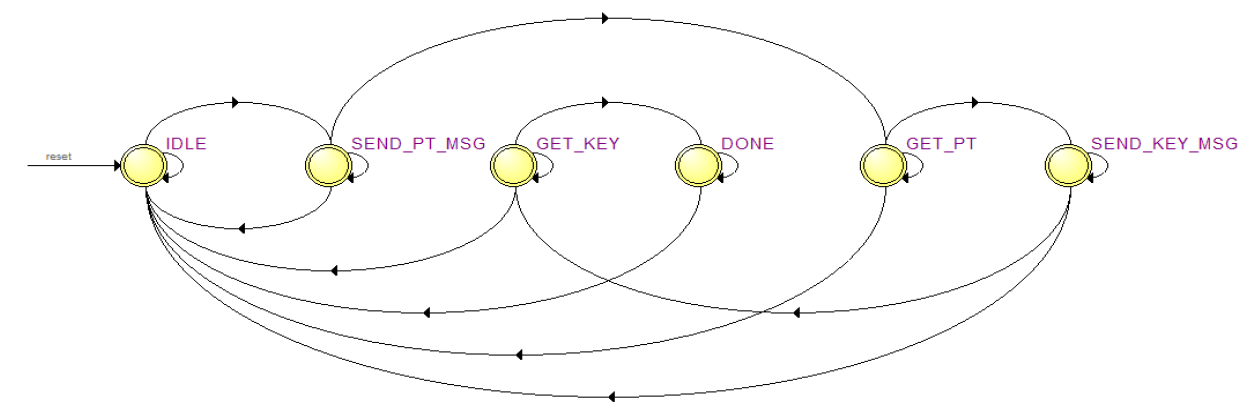 reset
IDLE
SEND_PT_MSG
GET_KEY
DONE
GET_PT
SEND_KEY_MSG